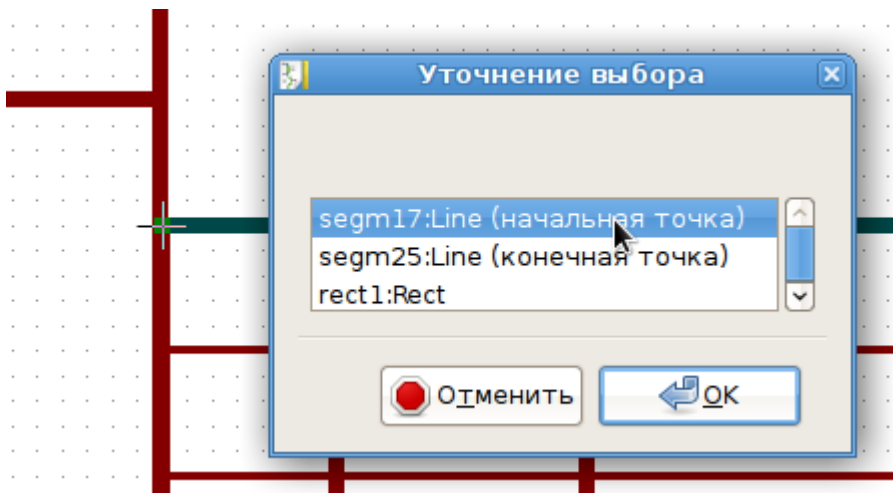 Уточнение выбора
segm17:Line (начальная точка)
segm25:Line (конечная точка)
rect1:Rect
Отменить
OK